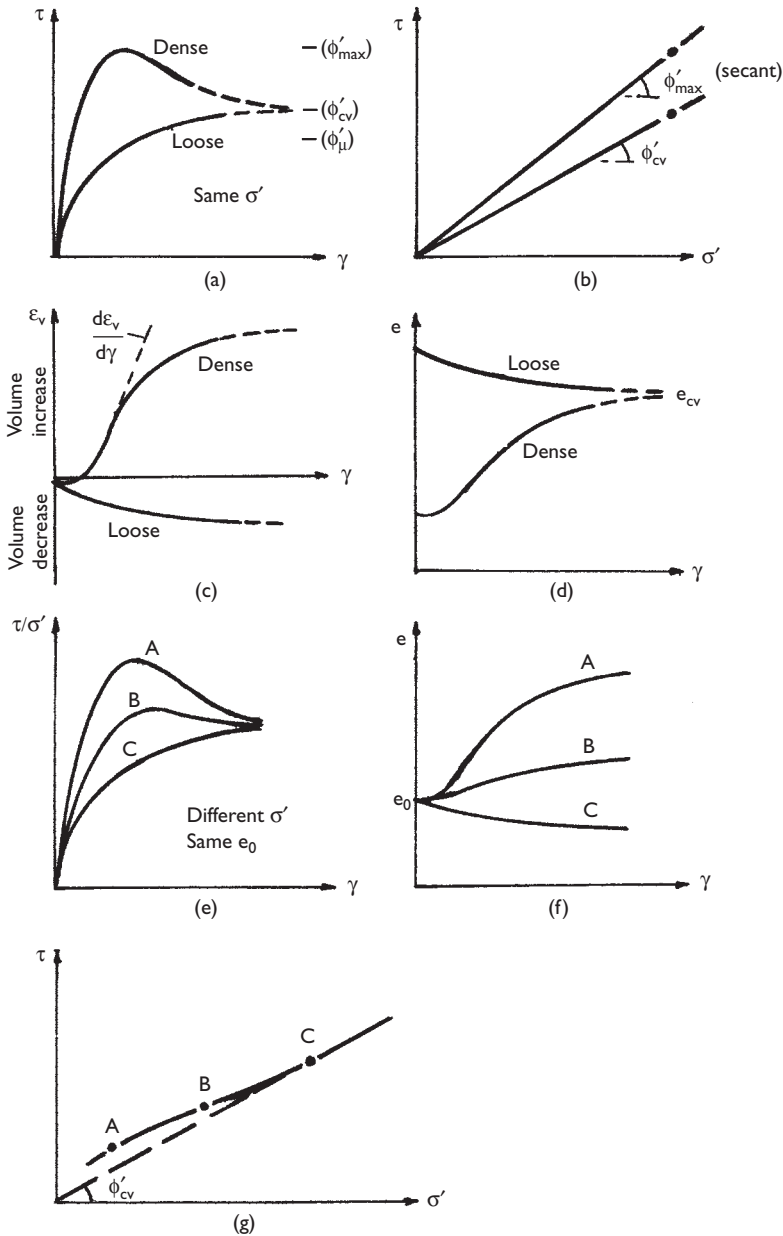 τ
Dense
(ϕ′max)
(ϕ′cv)
(ϕ′μ)
Loose
Same σ′
γ
(a)
τ
ϕ′max
(secant)
ϕ′cv
σ′
(b)
εv
dεv
dγ
Volume increase
Dense
γ
Volume decrease
Loose
(c)
e
Loose
ecv
Dense
γ
(d)
τ/σ′
A
B
C
Different σ′
Same e0
γ
(e)
e
A
B
e0
C
γ
(f)
τ
C
B
A
ϕ′cv
σ′
(g)